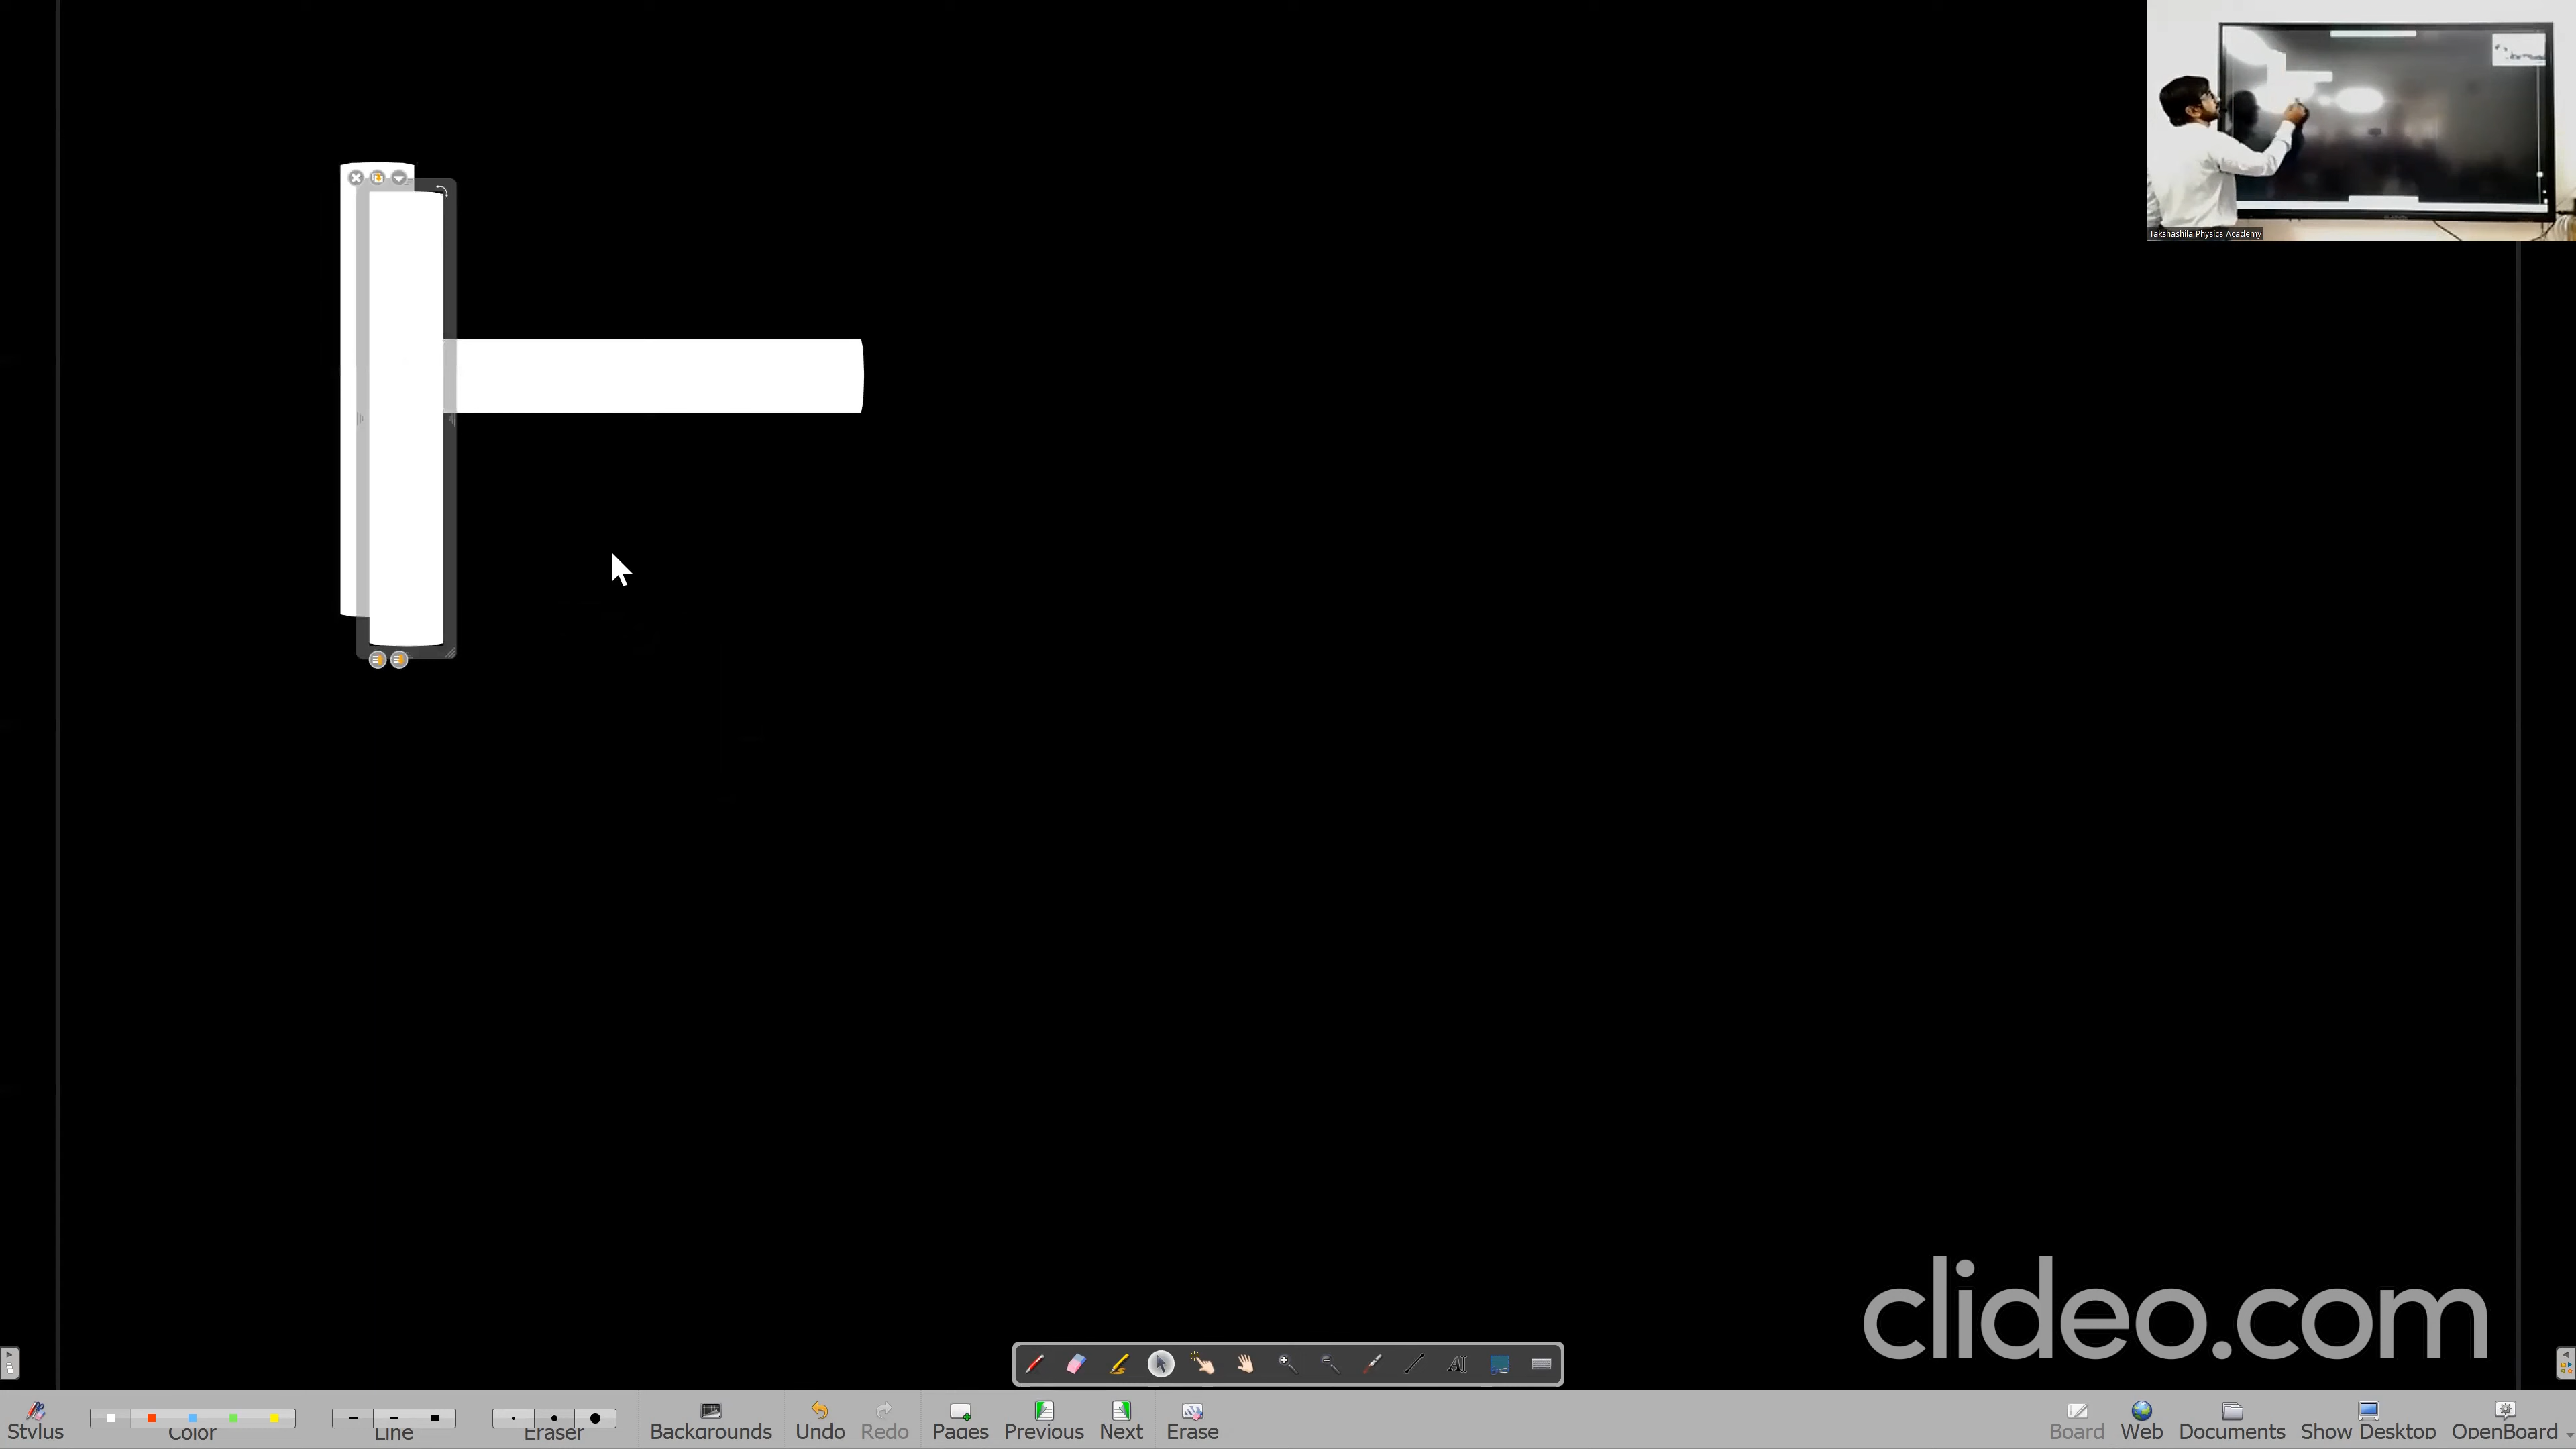 Takshashila Physics Academy
clideo.com
AI
Stylus
Color
Line
Eraser
Backgrounds
Undo
Redo
Pages
Previous
Next
Erase
Board
Web
Documents
Show Desktop
OpenBoard